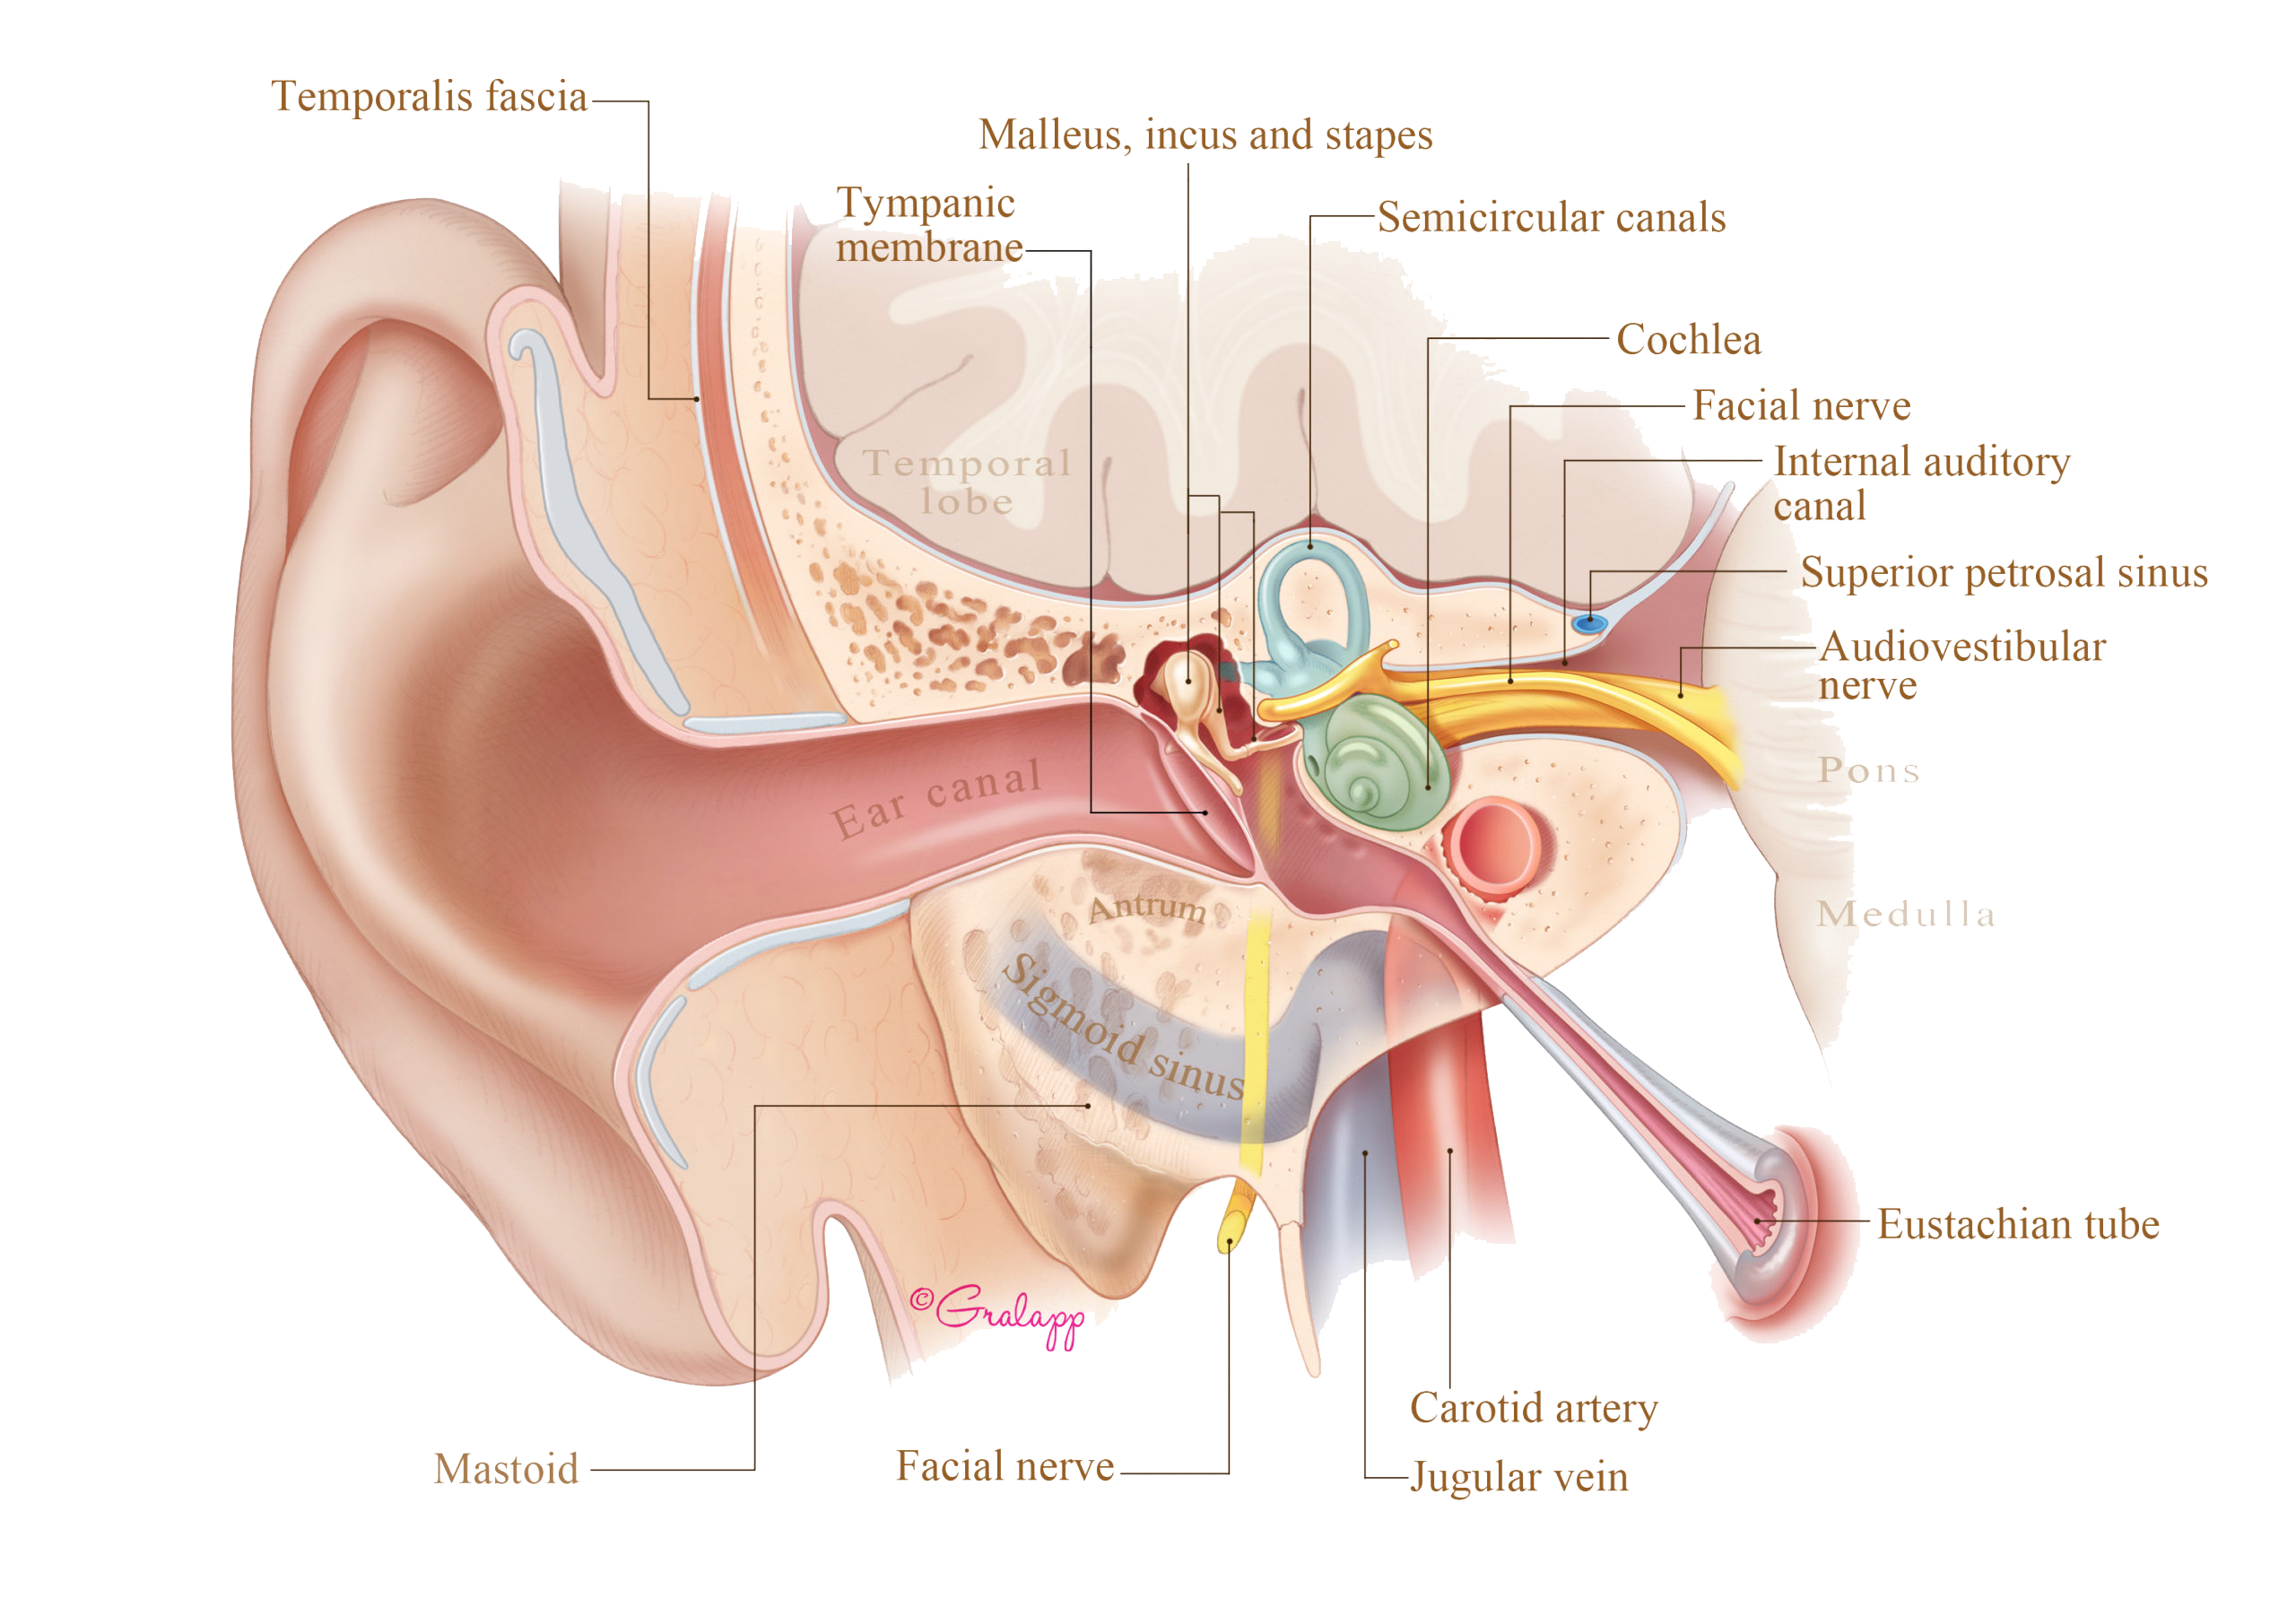 Temporalis fascia
Malleus, incus and stapes
Tympanic
membrane
Semicircular canals
Cochlea
Facial nerve
Internal auditory
canal
Temporal
lobe
Superior petrosal sinus
Audiovestibular
nerve
Pons
Ear canal
Antrum
Medulla
Sigmoid sinus
Eustachian tube
©Gralapp
Carotid artery
Mastoid
Facial nerve
Jugular vein